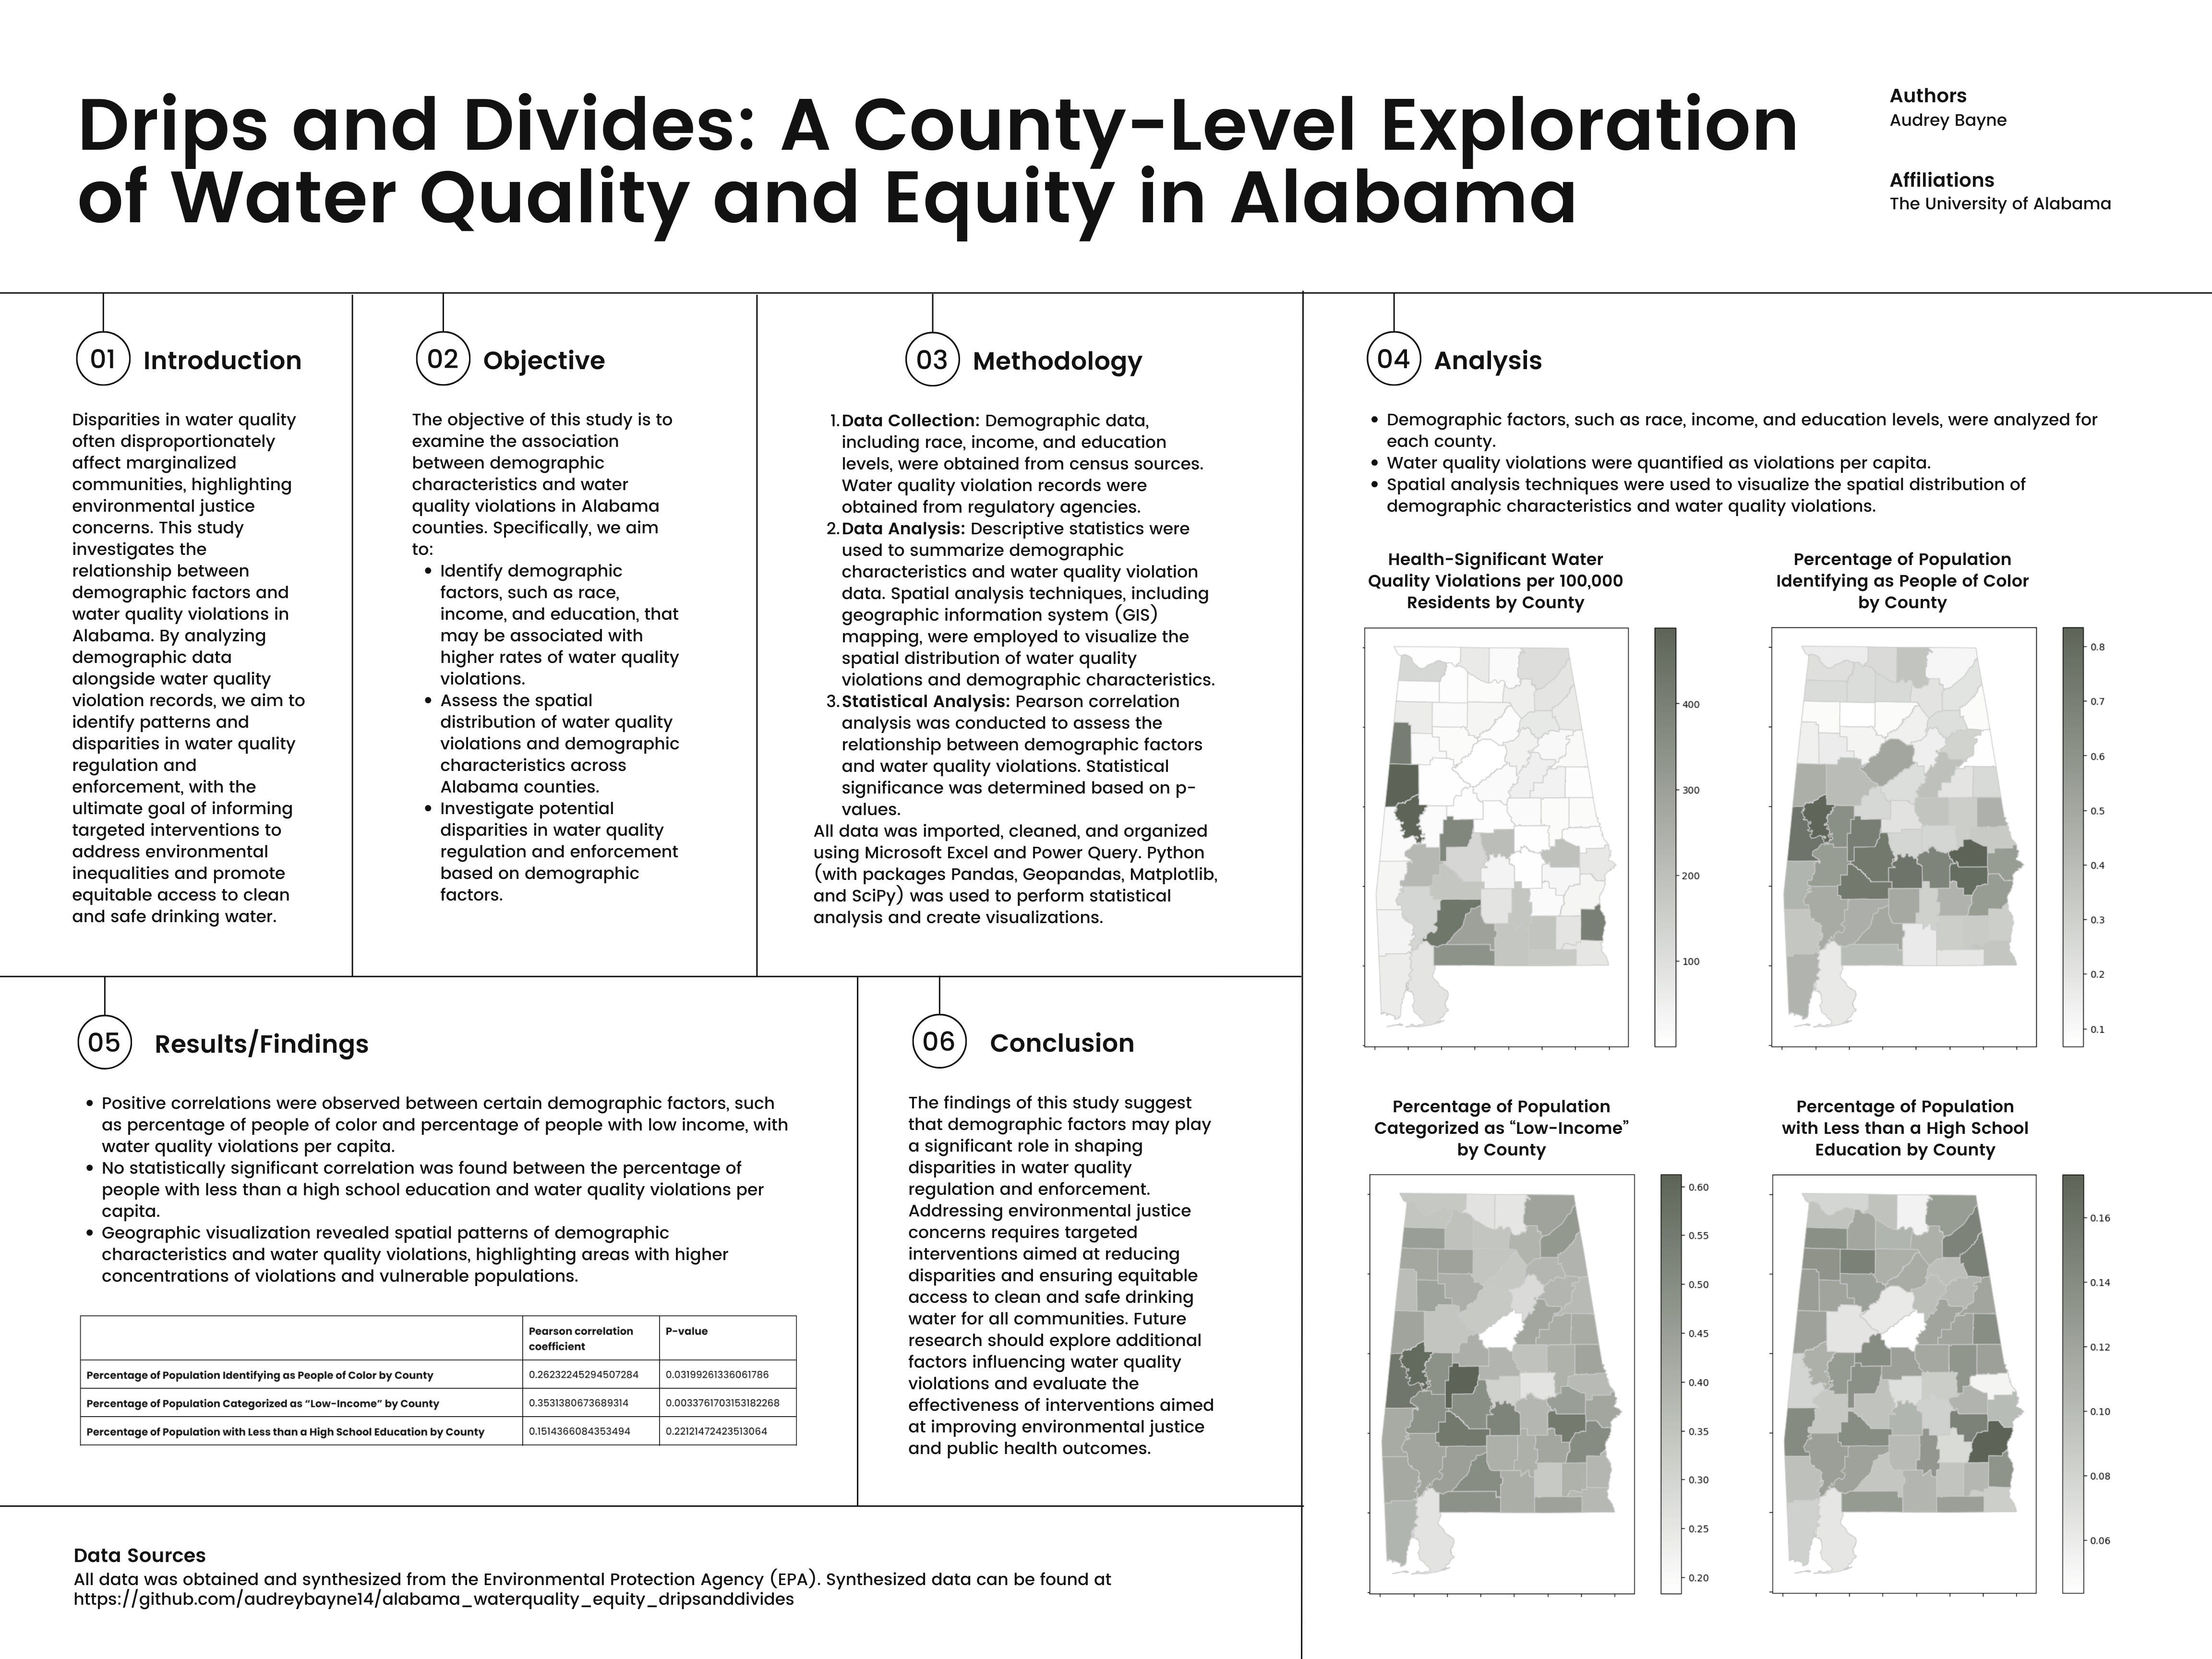 Drips and Divides: A County-Level Exploration
of Water Quality and Equity in Alabama
Authors
Audrey Bayne
Affiliations
The University of Alabama
01 Introduction
Disparities in water quality
often disproportionately
affect marginalized
communities, highlighting
environmental justice
concerns. This study
investigates the
relationship between
demographic factors and
water quality violations in
Alabama. By analyzing
demographic data
alongside water quality
violation records, we aim to
identify patterns and
disparities in water quality
regulation and
enforcement, with the
ultimate goal of informing
targeted interventions to
address environmental
inequalities and promote
equitable access to clean
and safe drinking water.
02 Objective
The objective of this study is to
examine the association
between demographic
characteristics and water
quality violations in Alabama
counties. Specifically, we aim
to:
• Identify demographic
factors, such as race,
income, and education, that
may be associated with
higher rates of water quality
violations.
• Assess the spatial
distribution of water quality
violations and demographic
characteristics across
Alabama counties.
• Investigate potential
disparities in water quality
regulation and enforcement
based on demographic
factors.
03 Methodology
1. Data Collection: Demographic data,
including race, income, and education
levels, were obtained from census sources.
Water quality violation records were
obtained from regulatory agencies.
2. Data Analysis: Descriptive statistics were
used to summarize demographic
characteristics and water quality violation
data. Spatial analysis techniques, including
geographic information system (GIS)
mapping, were employed to visualize the
spatial distribution of water quality
violations and demographic characteristics.
3. Statistical Analysis: Pearson correlation
analysis was conducted to assess the
relationship between demographic factors
and water quality violations. Statistical
significance was determined based on p-
values.
All data was imported, cleaned, and organized
using Microsoft Excel and Power Query. Python
(with packages Pandas, Geopandas, Matplotlib,
and SciPy) was used to perform statistical
analysis and create visualizations.
04 Analysis
• Demographic factors, such as race, income, and education levels, were analyzed for
each county.
• Water quality violations were quantified as violations per capita.
• Spatial analysis techniques were used to visualize the spatial distribution of
demographic characteristics and water quality violations.
Health-Significant Water
Quality Violations per 100,000
Residents by County
400
300
200
100
Percentage of Population
Identifying as People of Color
by County
0.8
0.7
0.6
0.5
0.4
0.3
0.2
0.1
Percentage of Population
Categorized as “Low-Income”
by County
0.60
0.55
0.50
0.45
0.40
0.35
0.30
0.25
0.20
Percentage of Population
with Less than a High School
Education by County
0.16
0.14
0.12
0.10
0.08
0.06
05 Results/Findings
• Positive correlations were observed between certain demographic factors, such
as percentage of people of color and percentage of people with low income, with
water quality violations per capita.
• No statistically significant correlation was found between the percentage of
people with less than a high school education and water quality violations per
capita.
• Geographic visualization revealed spatial patterns of demographic
characteristics and water quality violations, highlighting areas with higher
concentrations of violations and vulnerable populations.
Pearson correlation
coefficient
P-value
Percentage of Population Identifying as People of Color by County 0.26232245294507284 0.03199261336061786
Percentage of Population Categorized as “Low-Income” by County 0.3531380673689314 0.0033761703153182268
Percentage of Population with Less than a High School Education by County 0.1514366084353494 0.22121472423513064
06 Conclusion
The findings of this study suggest
that demographic factors may play
a significant role in shaping
disparities in water quality
regulation and enforcement.
Addressing environmental justice
concerns requires targeted
interventions aimed at reducing
disparities and ensuring equitable
access to clean and safe drinking
water for all communities. Future
research should explore additional
factors influencing water quality
violations and evaluate the
effectiveness of interventions aimed
at improving environmental justice
and public health outcomes.
Data Sources
All data was obtained and synthesized from the Environmental Protection Agency (EPA). Synthesized data can be found at
https://github.com/audreybayne14/alabama_waterquality_equity_dripsanddivides